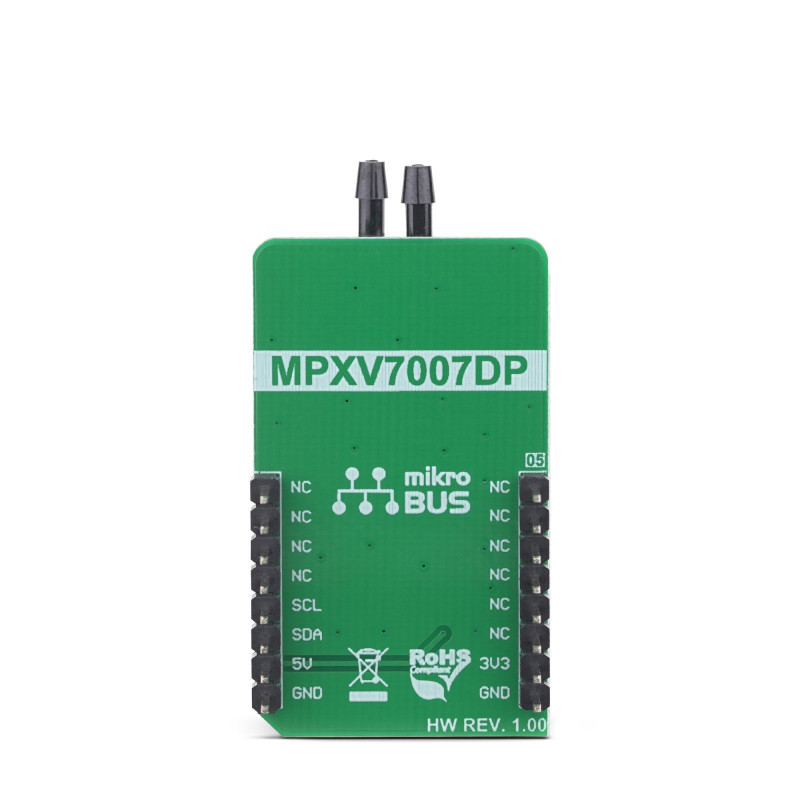 MPXV7007DP
05
mikro
BUS
NC NC
NC NC
NC NC
NC NC
SCL NC
SDA NC
5V 3V3
GND GND
RoHS
Compliant
HW REV. 1.00